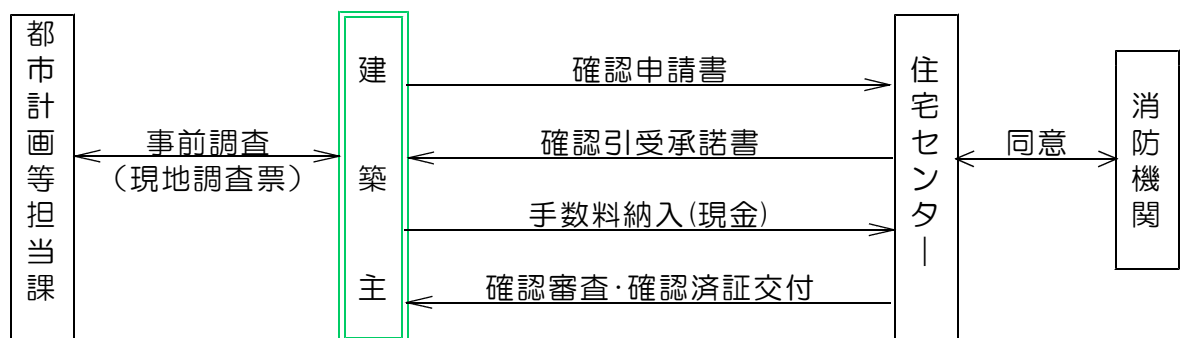 都市計画等担当課
事前調査
(現地調査票)
建築主
確認申請書
確認引受承諾書
手数料納入(現金)
確認審査・確認済証交付
住宅センター
同意
消防機関